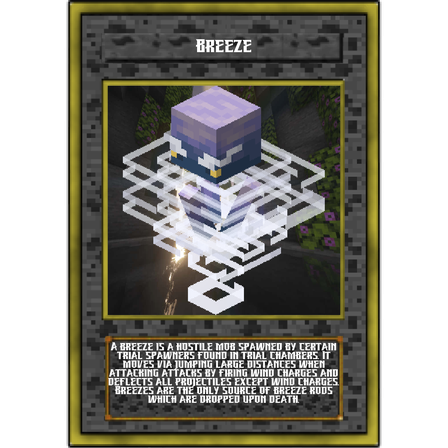 BREEZE
A BREEZE IS A HOSTILE MOB SPAWNED BY CERTAIN
TRIAL SPAWNERS FOUND IN TRIAL CHAMBERS. IT
MOVES VIA JUMPING LARGE DISTANCES WHEN
ATTACKING ATTACKS BY FIRING WIND CHARGES AND
DEFLECTS ALL PROJECTILES EXCEPT WIND CHARGES.
BREEZES ARE THE ONLY SOURCE OF BREEZE RODS
WHICH ARE DROPPED UPON DEATH.